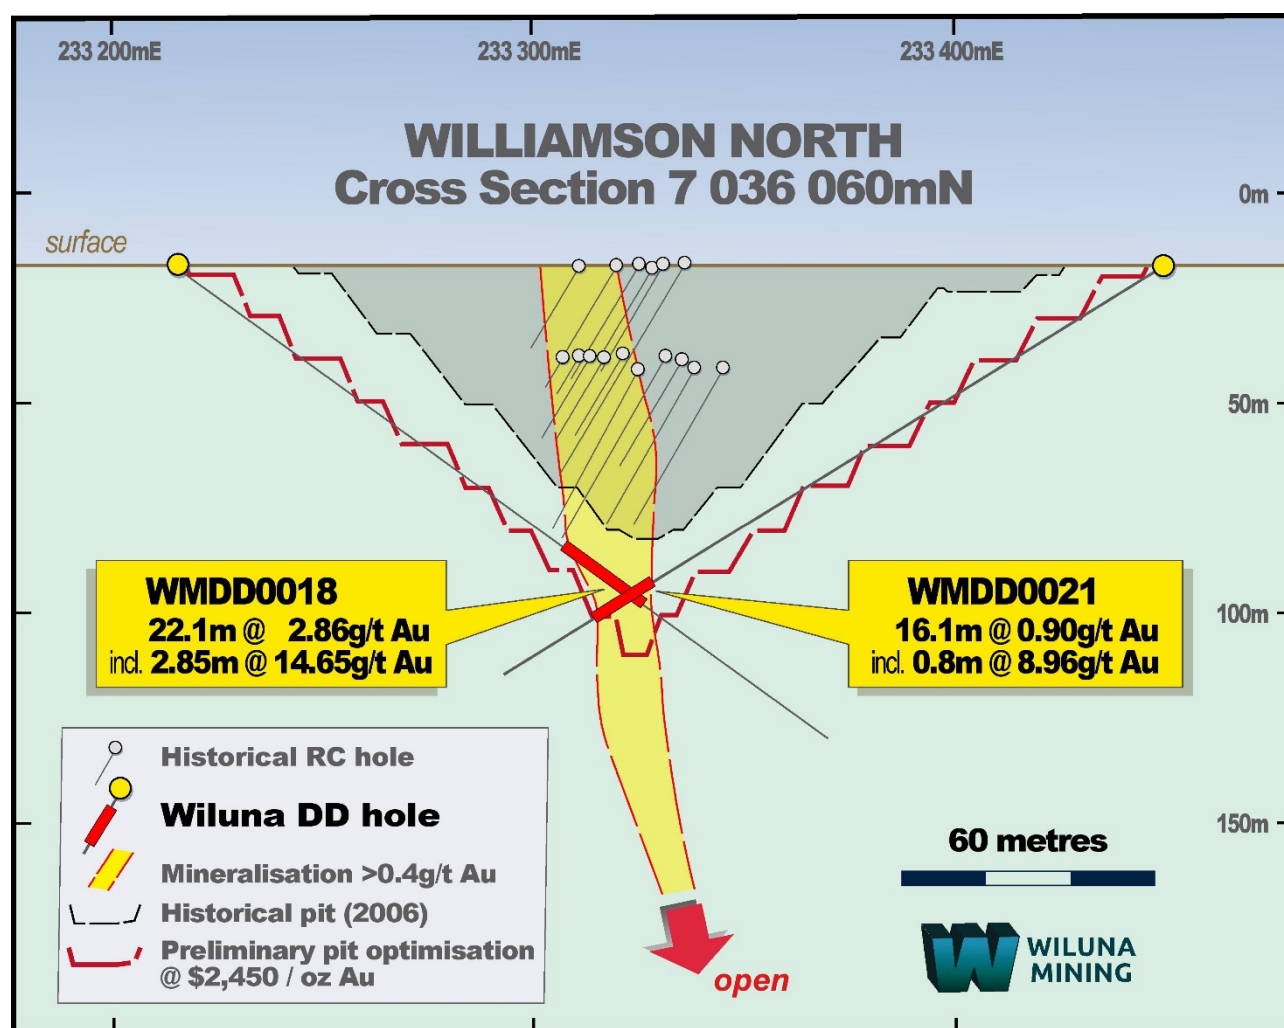 233 200mE
233 300mE
233 400mE
WILLIAMSON NORTH
Cross Section 7 036 060mN
0m
surface
50m
WMDD0018
22.1m @ 2.86g/t Au
incl. 2.85m @ 14.65g/t Au
WMDD0021
16.1m @ 0.90g/t Au
incl. 0.8m @ 8.96g/t Au
100m
Historical RC hole
Wiluna DD hole
Mineralisation >0.4g/t Au
Historical pit (2006)
Preliminary pit optimisation
@ $2,450 / oz Au
150m
60 metres
open
W WILUNA
MINING